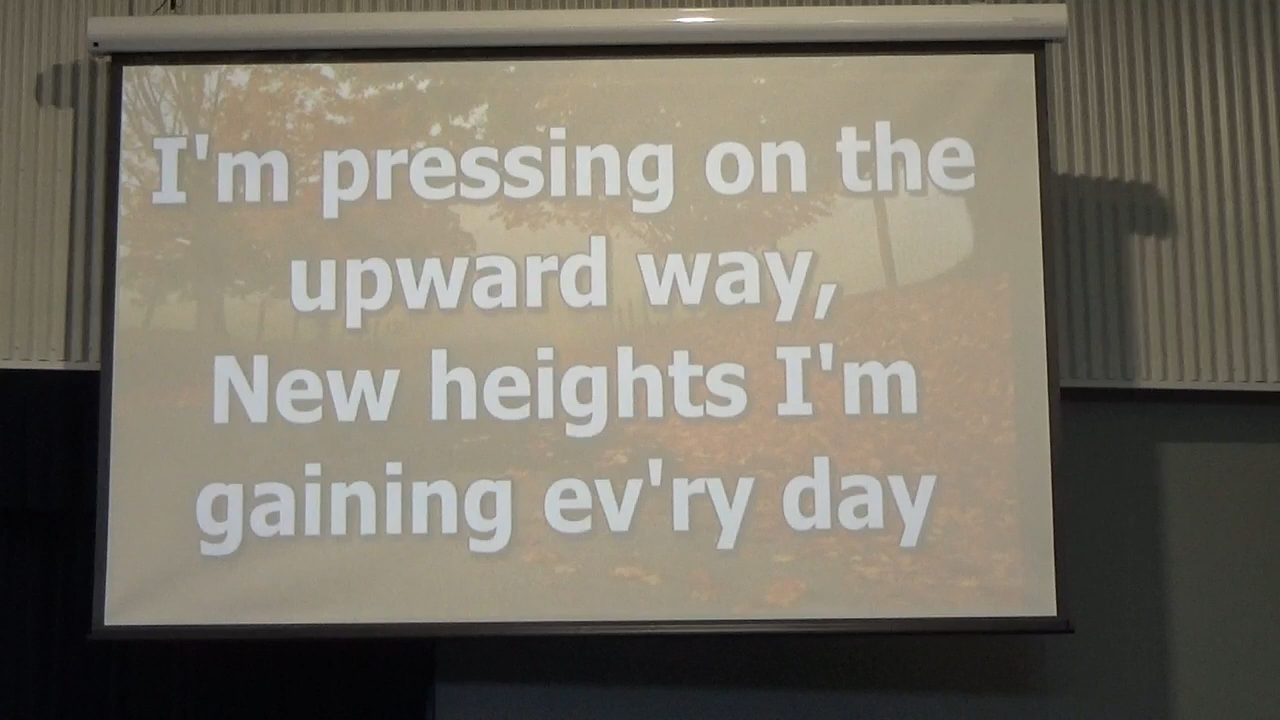 I'm pressing on the
upward way,
New heights I'm
gaining ev'ry day